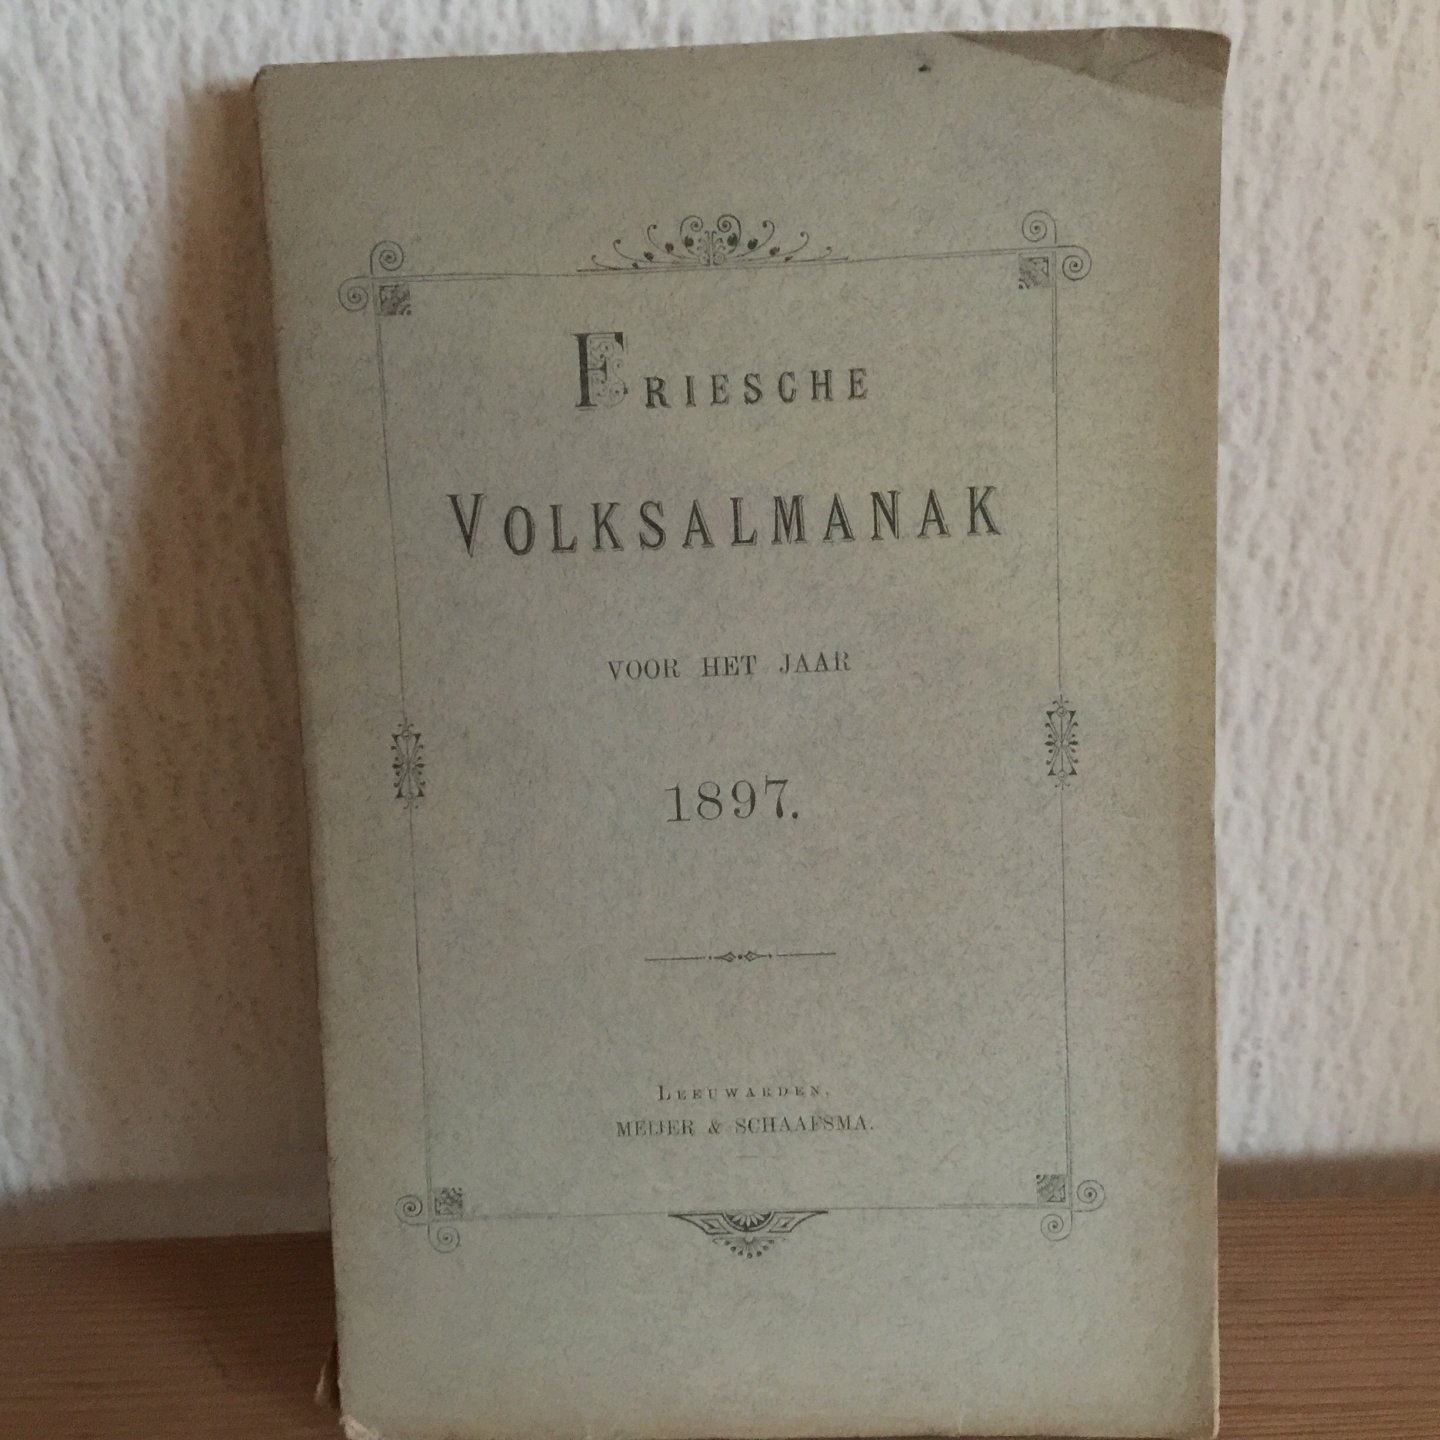 FRIESCHE
VOLKSALMANAK
VOOR HET JAAR
1897.
LEEUWARDEN,
MEIJER & SCHAAFSMA.